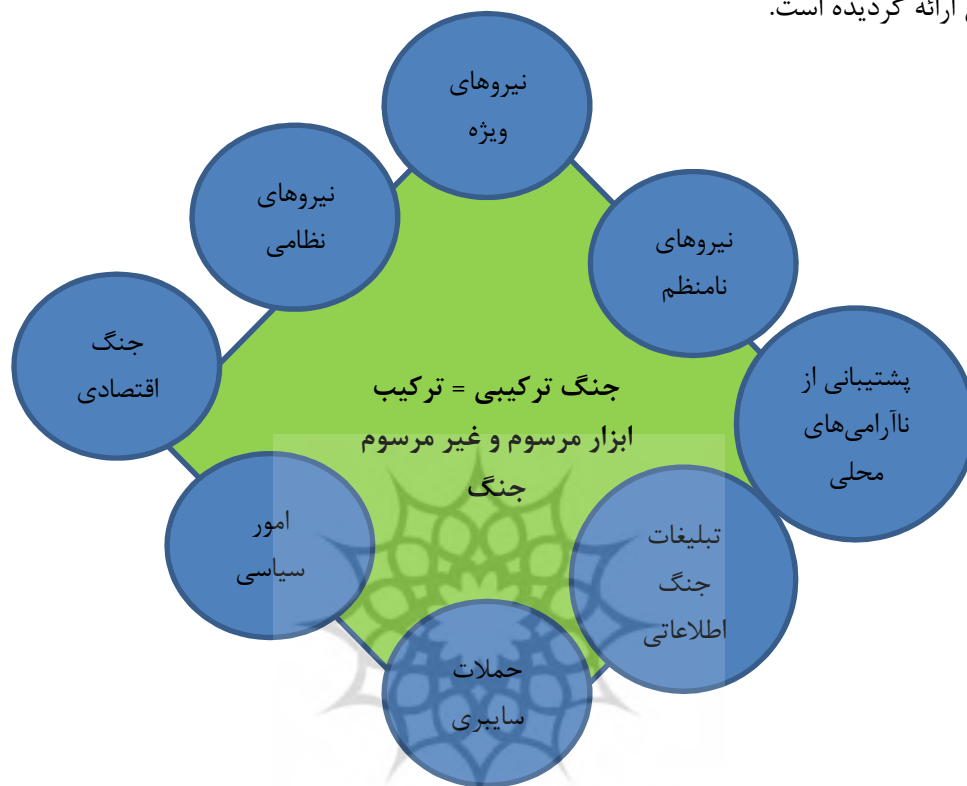 ارائه گردیده است.
نیروهای
ویژه
نیروهای
نظامی
نیروهای
نامنظم
جنگ
اقتصادی
پشتیبانی از
ناآرامی‌های
محلی
جنگ ترکیبی = ترکیب
ابزار مرسوم و غیر مرسوم
جنگ
امور
سیاسی
تبلیغات
جنگ
اطلاعاتی
حملات
سایبری